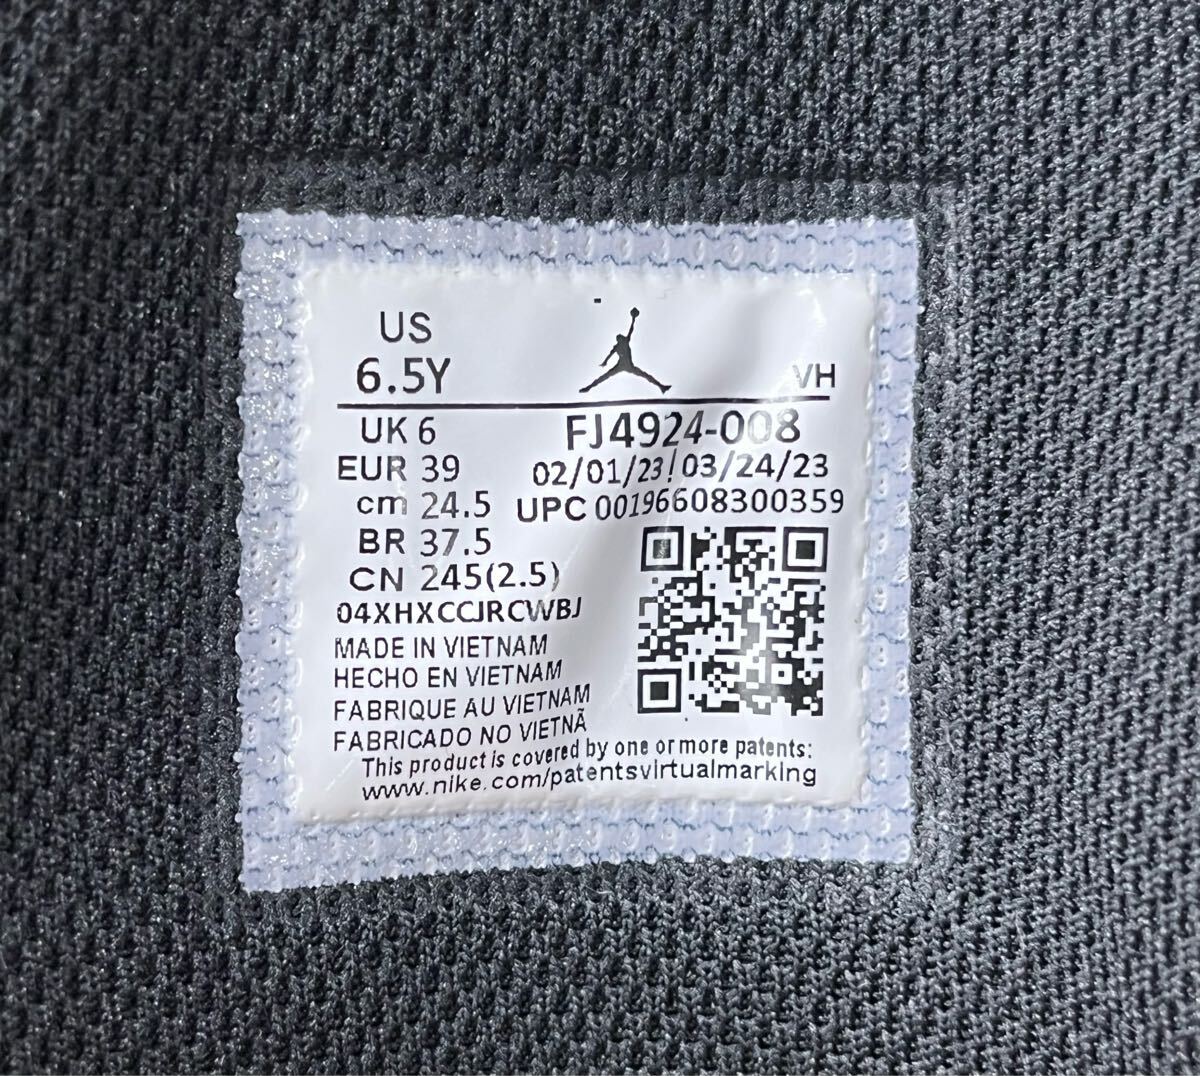 US
6.5Y
VH
UK 6
EUR 39
cm 24.5
BR 37.5
CN 245(2.5)
FJ4924-008
02/01/23!03/24/23
UPC 00196608300359
04XHXCCJRCWBJ
MADE IN VIETNAM
HECHO EN VIETNAM
FABRIQUE AU VIETNAM
FABRICADO NO VIETNÃ
This product is covered by one or more patents:
www.nike.com/patentsvirtualmarking